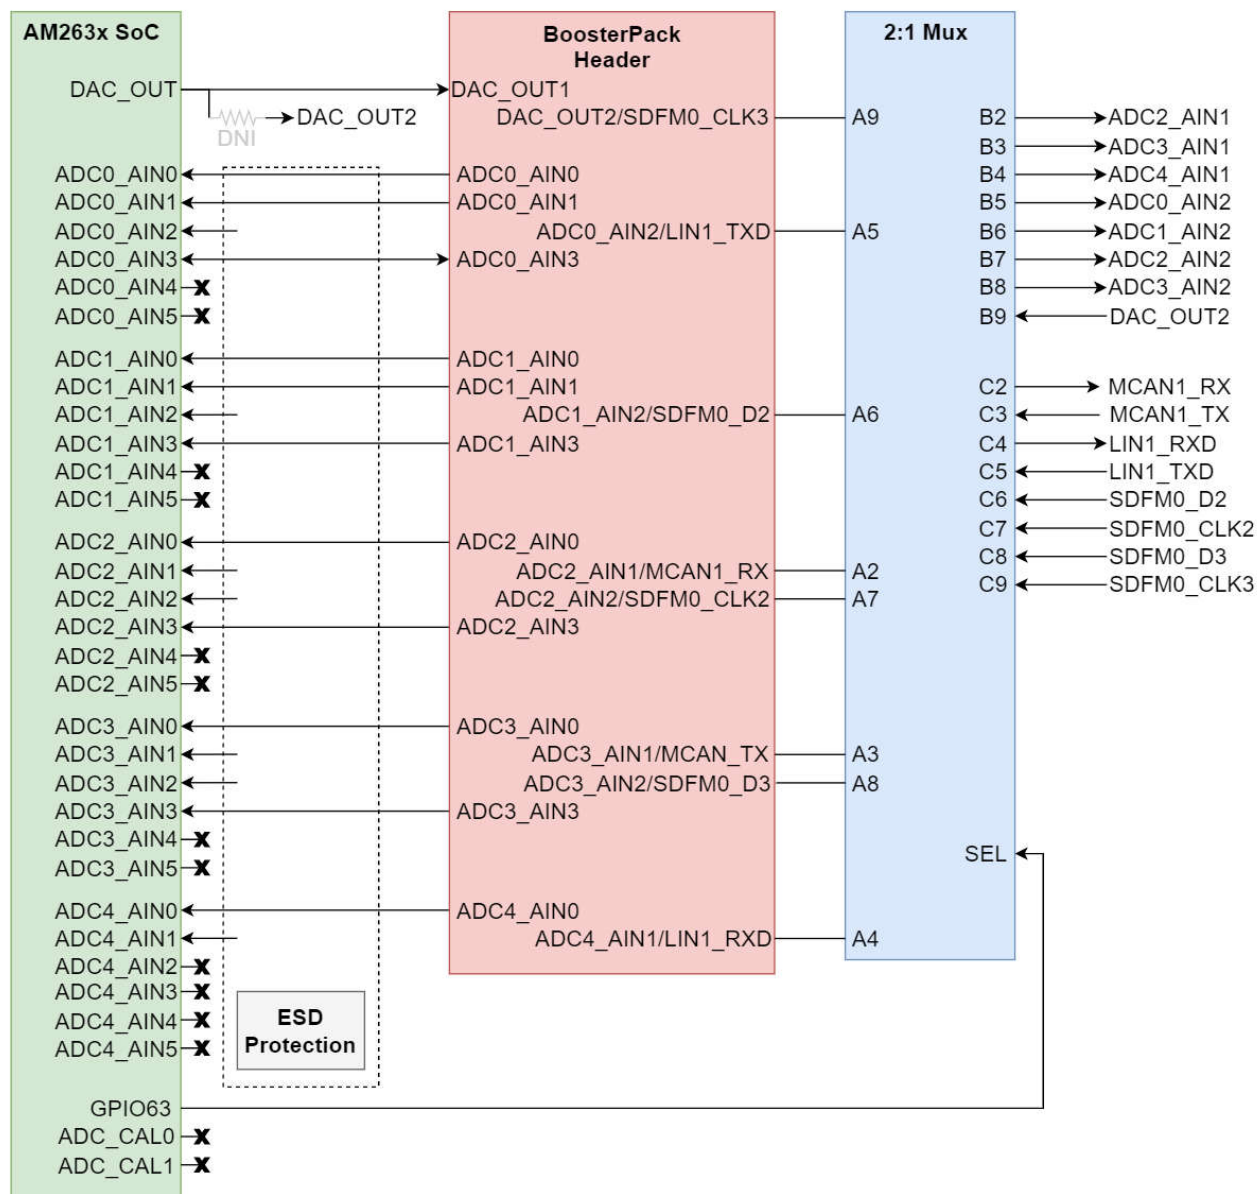 AM263x SoC
BoosterPack
Header
2:1 Mux
DAC_OUT
DAC_OUT1
DNI
DAC_OUT2
DAC_OUT2/SDFM0_CLK3
A9
B2
ADC2_AIN1
B3
ADC3_AIN1
ADC0_AIN0
ADC0_AIN0
B4
ADC4_AIN1
ADC0_AIN1
ADC0_AIN1
B5
ADC0_AIN2
ADC0_AIN2
ADC0_AIN2/LIN1_TXD
A5
B6
ADC1_AIN2
ADC0_AIN3
ADC0_AIN3
B7
ADC2_AIN2
ADC0_AIN4
B8
ADC3_AIN2
ADC0_AIN5
B9
DAC_OUT2
ADC1_AIN0
ADC1_AIN0
ADC1_AIN1
ADC1_AIN1
C2
MCAN1_RX
ADC1_AIN2
ADC1_AIN2/SDFM0_D2
A6
C3
MCAN1_TX
ADC1_AIN3
ADC1_AIN3
C4
LIN1_RXD
ADC1_AIN4
C5
LIN1_TXD
ADC1_AIN5
C6
SDFM0_D2
C7
SDFM0_CLK2
ADC2_AIN0
ADC2_AIN0
C8
SDFM0_D3
ADC2_AIN1
ADC2_AIN1/MCAN1_RX
A2
C9
SDFM0_CLK3
ADC2_AIN2
ADC2_AIN2/SDFM0_CLK2
A7
ADC2_AIN3
ADC2_AIN3
ADC2_AIN4
ADC2_AIN5
ADC3_AIN0
ADC3_AIN0
ADC3_AIN1
ADC3_AIN1/MCAN_TX
A3
ADC3_AIN2
ADC3_AIN2/SDFM0_D3
A8
ADC3_AIN3
ADC3_AIN3
ADC3_AIN4
ADC3_AIN5
SEL
ADC4_AIN0
ADC4_AIN0
ADC4_AIN1
ADC4_AIN1/LIN1_RXD
A4
ADC4_AIN2
ADC4_AIN3
ADC4_AIN4
ADC4_AIN5
ESD
Protection
GPIO63
ADC_CAL0
ADC_CAL1